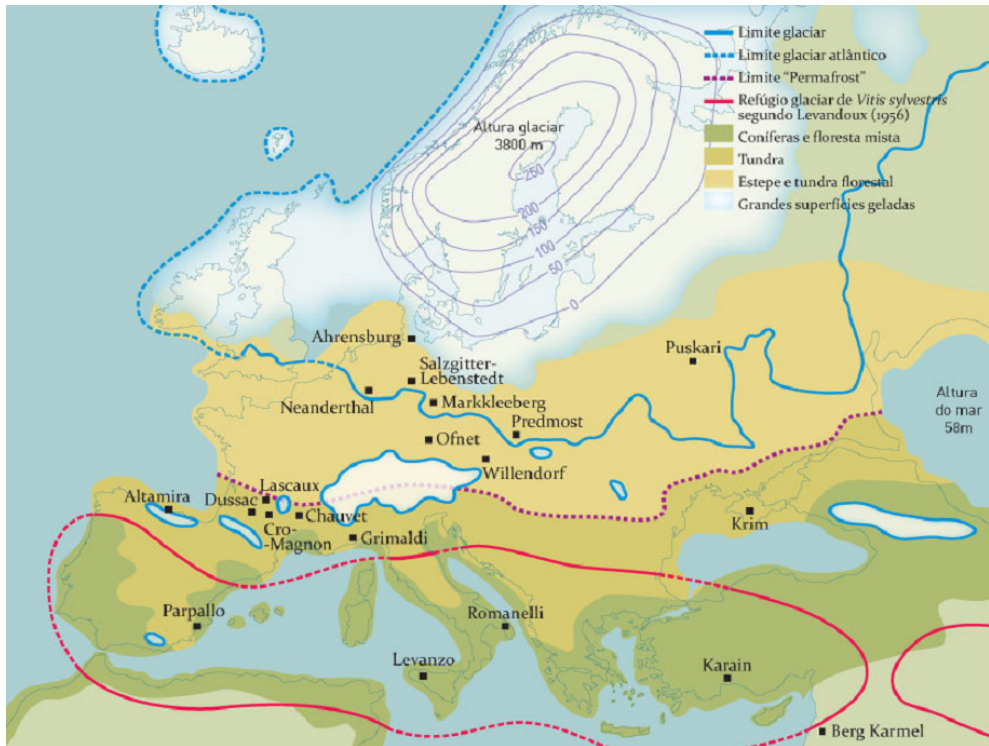 Limite glaciar
Limite glaciar atlântico
Limite "Permafrost"
Refúgio glaciar de Vitis sylvestris
segundo Levandoux (1956)
Coníferas e floresta mista
Tundra
Estepe e tundra florestal
Grandes superfícies geladas
Altura glaciar
3800 m
250
200
150
100
50
0
Ahrensburg
Salzgitter-
Lebenstedt
Neanderthal
Markkleeberg
Puskari
Predmost
Ofnet
Willendorf
Altura
do mar
58m
Lascaux
Altamira
Dussac
Chauvet
Cro-
-Magnon
Grimaldi
Krim
Parpallo
Romanelli
Levanzo
Karain
Berg Karmel